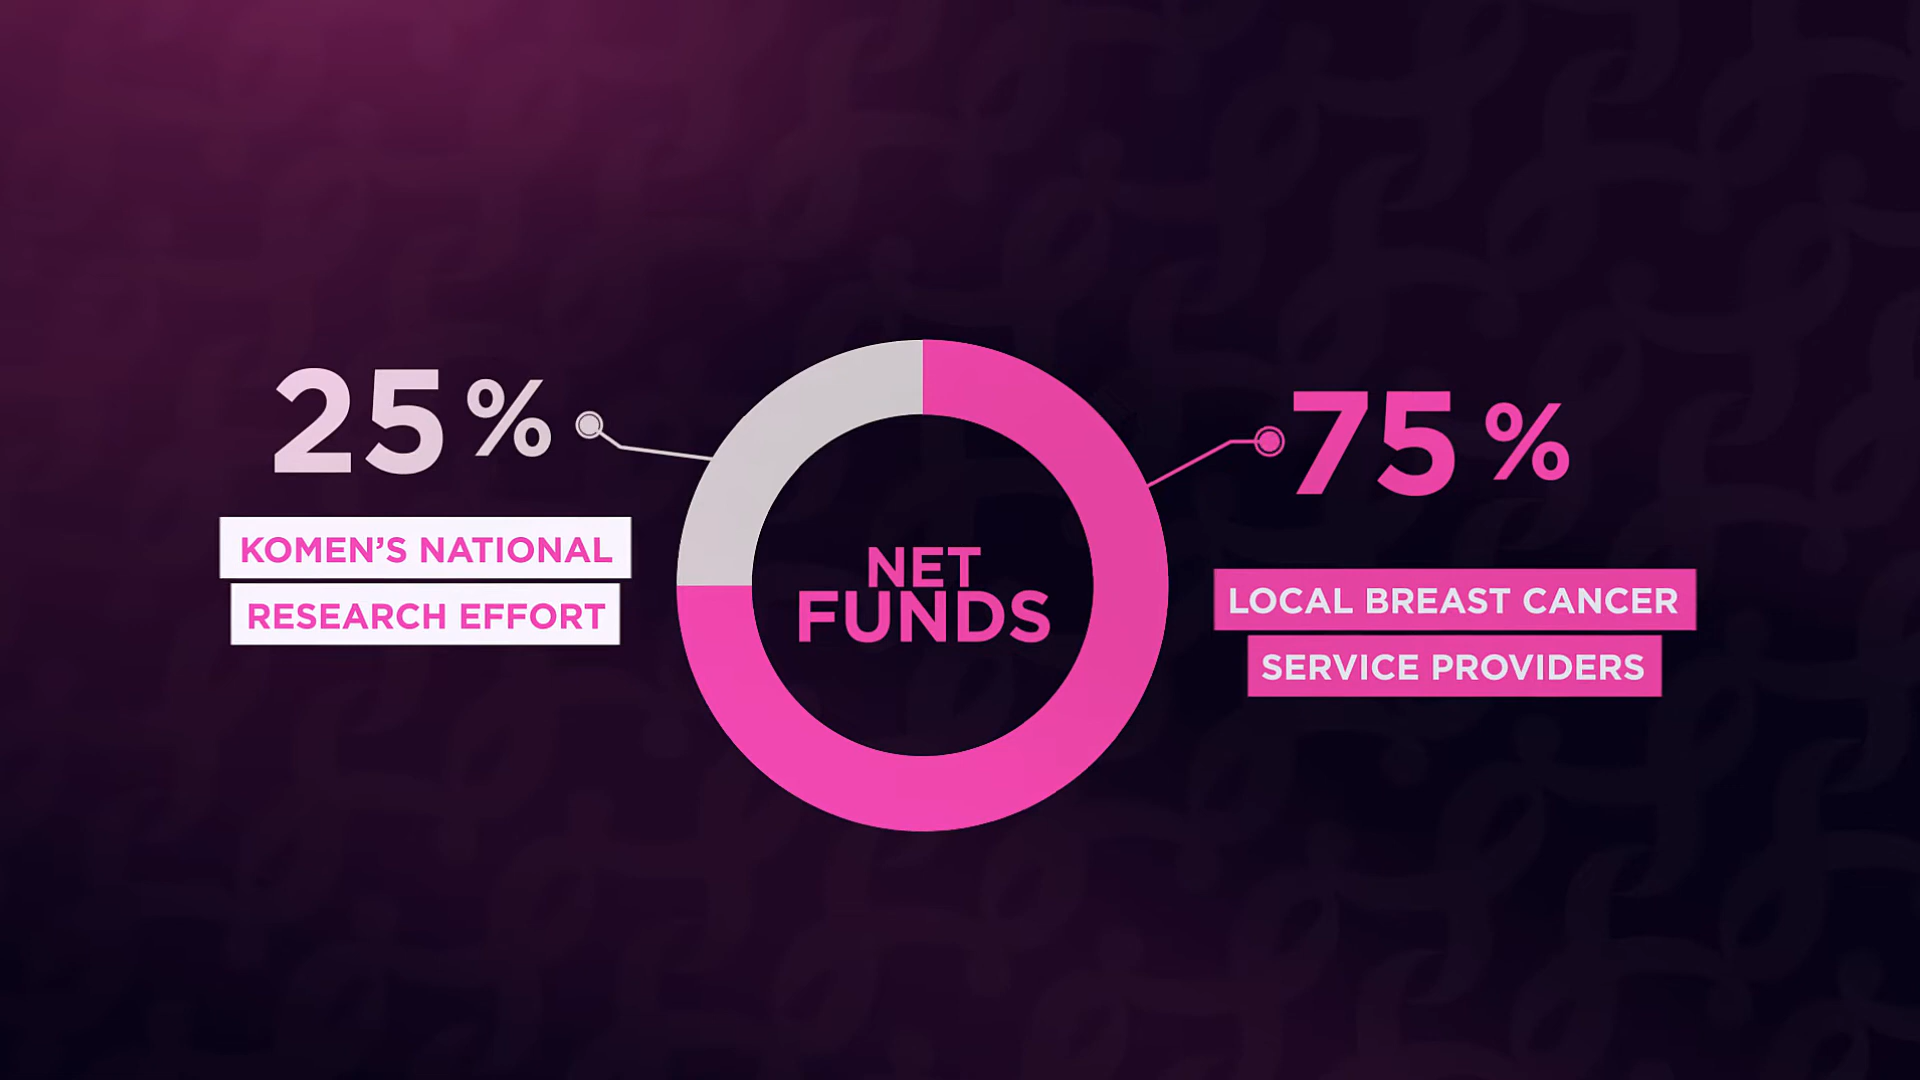 25%
KOMEN'S NATIONAL
RESEARCH EFFORT
NET
FUNDS
75%
LOCAL BREAST CANCER
SERVICE PROVIDERS